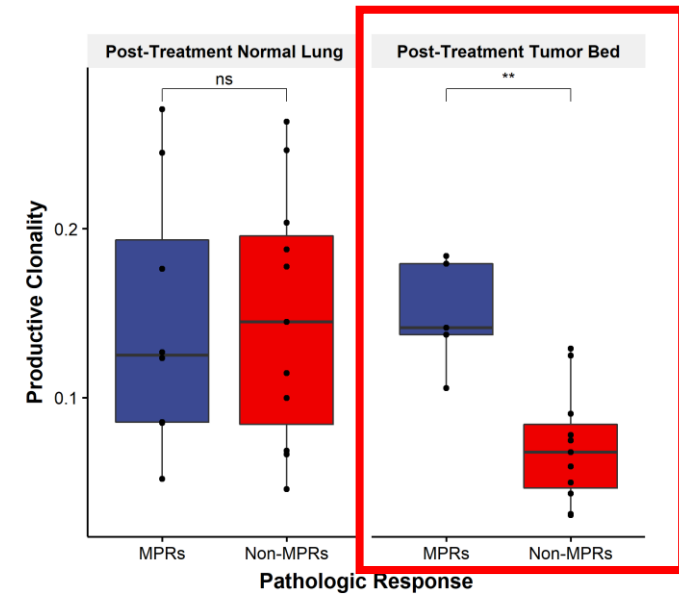 Post-Treatment Normal Lung
Post-Treatment Tumor Bed
ns
**
Productive Clonality
0.2
0.1
MPRs
Non-MPRs
MPRs
Non-MPRs
Pathologic Response